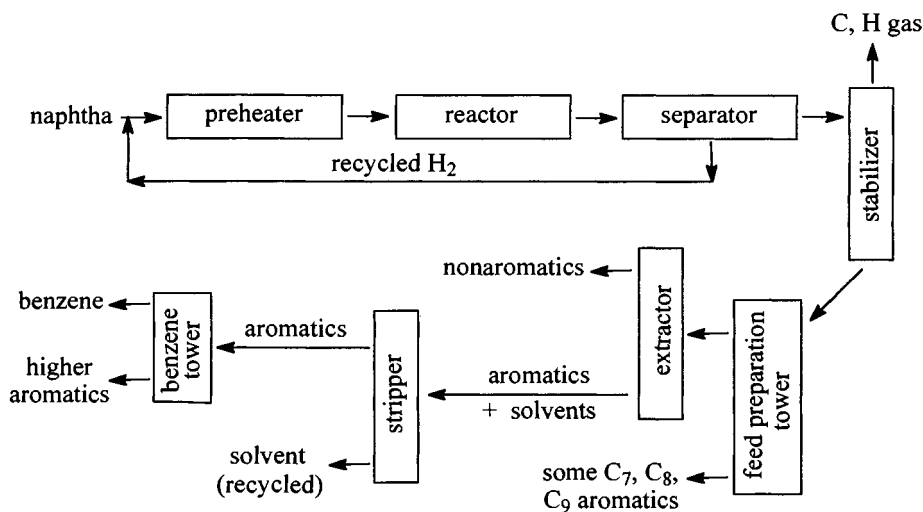 C, H gas
naphtha
preheater
reactor
separator
stabilizer
recycled H₂
nonaromatics
extractor
feed preparation
tower
benzene
higher
aromatics
benzene
tower
aromatics
stripper
aromatics
+ solvents
solvent
(recycled)
some C₇, C₈,
C₉ aromatics